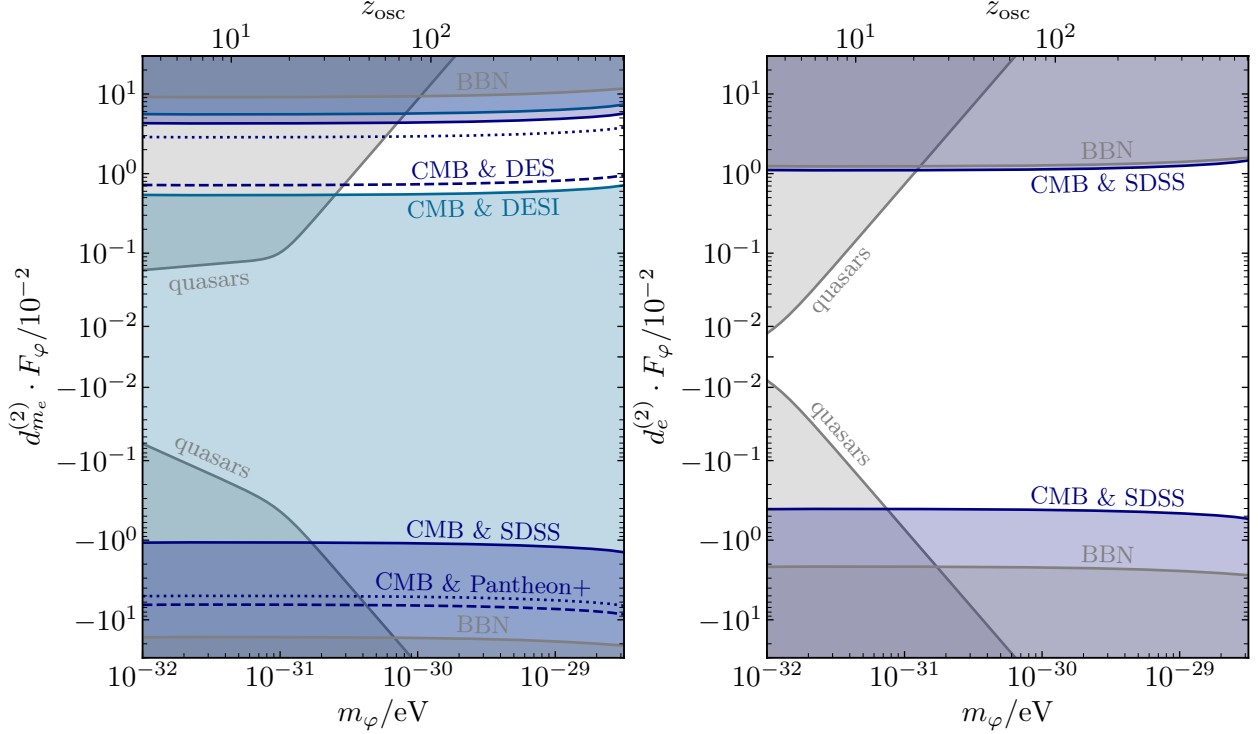 z_osc
10^1 10^2
d_{m_e}^{(2)} · F_φ/10^{-2}
10^1
10^0
10^{-1}
10^{-2}
−10^{-2}
−10^{-1}
−10^0
−10^1
BBN
CMB & DES
CMB & DESI
quasars
quasars
CMB & SDSS
CMB & Pantheon+
BBN
10^{-32} 10^{-31} 10^{-30} 10^{-29}
m_φ/eV
z_osc
10^1 10^2
d_e^{(2)} · F_φ/10^{-2}
10^1
10^0
10^{-1}
10^{-2}
−10^{-2}
−10^{-1}
−10^0
−10^1
BBN
CMB & SDSS
quasars
quasars
CMB & SDSS
BBN
10^{-32} 10^{-31} 10^{-30} 10^{-29}
m_φ/eV